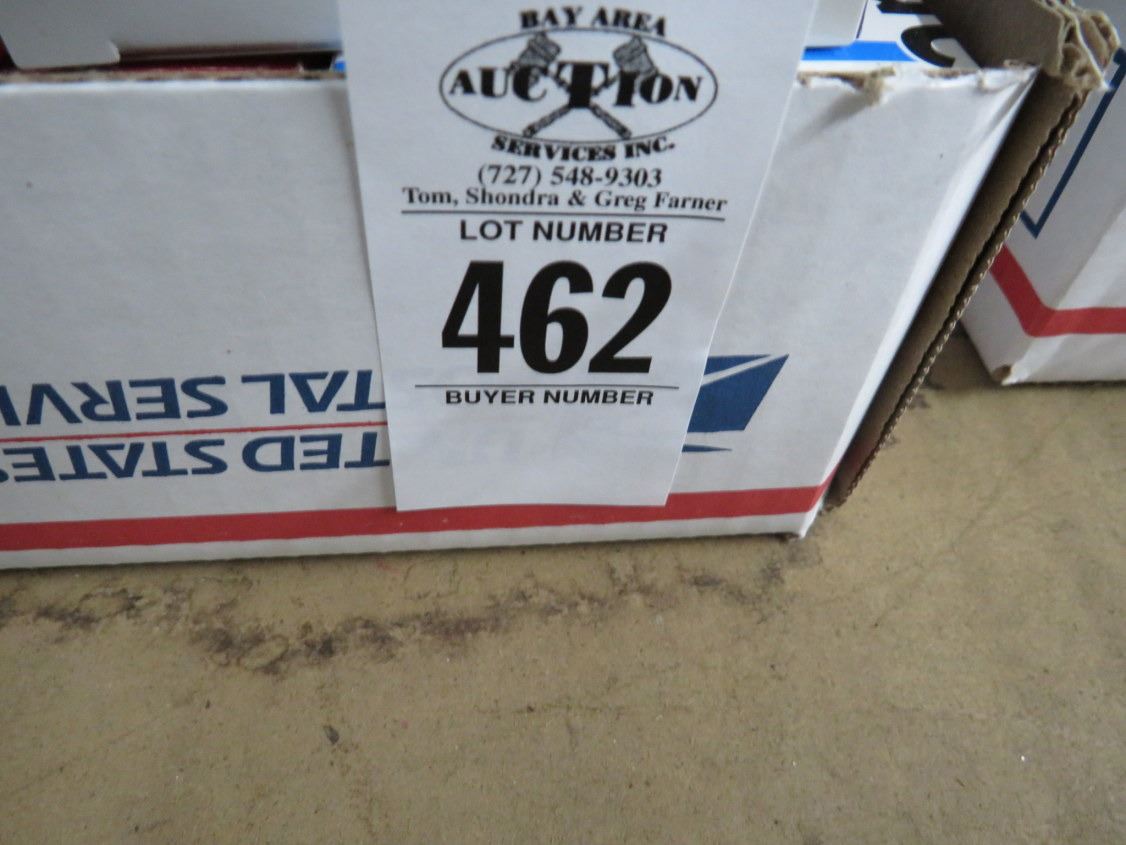 BAY AREA
AUCTION
SERVICES INC.
(727) 548-9303
Tom, Shondra & Greg Farner
LOT NUMBER
462
BUYER NUMBER
TED STATES
TAL SERVI